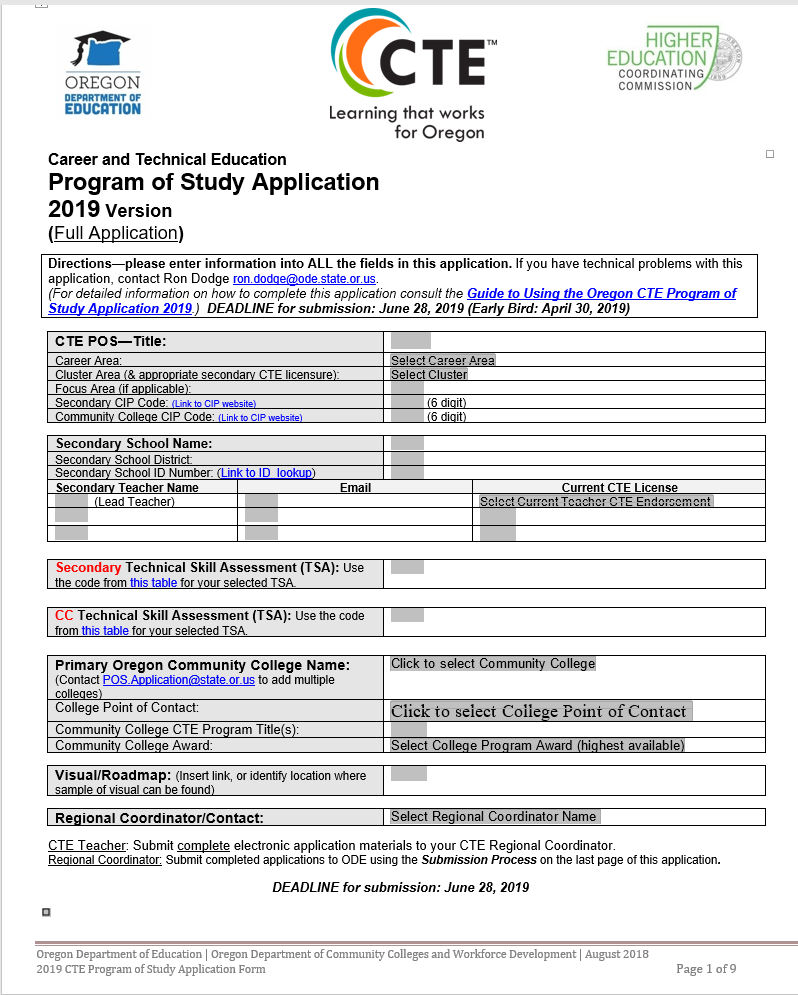 OREGON
DEPARTMENT OF
EDUCATION
CTE™
Learning that works
for Oregon
HIGHER
EDUCATION
COORDINATING
COMMISSION
Career and Technical Education
Program of Study Application
2019 Version
(Full Application)
Directions—please enter information into ALL the fields in this application. If you have technical problems with this
application, contact Ron Dodge ron.dodge@ode.state.or.us.
(For detailed information on how to complete this application consult the Guide to Using the Oregon CTE Program of
Study Application 2019.) DEADLINE for submission: June 28, 2019 (Early Bird: April 30, 2019)
CTE POS—Title:
Career Area: Select Career Area
Cluster Area (& appropriate secondary CTE licensure): Select Cluster
Focus Area (if applicable):
Secondary CIP Code: (Link to CIP website) (6 digit)
Community College CIP Code: (Link to CIP website) (6 digit)
Secondary School Name:
Secondary School District:
Secondary School ID Number: (Link to ID lookup)
Secondary Teacher Name Email Current CTE License
(Lead Teacher) Select Current Teacher CTE Endorsement
Secondary Technical Skill Assessment (TSA): Use
the code from this table for your selected TSA.
CC Technical Skill Assessment (TSA): Use the code
from this table for your selected TSA.
Primary Oregon Community College Name: Click to select Community College
(Contact POS.Application@state.or.us to add multiple
colleges)
College Point of Contact: Click to select College Point of Contact
Community College CTE Program Title(s):
Community College Award: Select College Program Award (highest available)
Visual/Roadmap: (Insert link, or identify location where
sample of visual can be found)
Regional Coordinator/Contact: Select Regional Coordinator Name
CTE Teacher: Submit complete electronic application materials to your CTE Regional Coordinator.
Regional Coordinator: Submit completed applications to ODE using the Submission Process on the last page of this application.
DEADLINE for submission: June 28, 2019
Oregon Department of Education | Oregon Department of Community Colleges and Workforce Development | August 2018
2019 CTE Program of Study Application Form Page 1 of 9